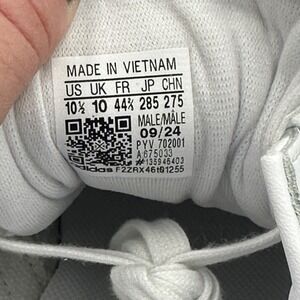 MADE IN VIETNAM
US UK FR JP CHN
10½ 10 44⅔ 285 275
MALE/MÂLE
09/24
PYV 702001
A 675033
#135946403
adidas F2ZRX46t01255